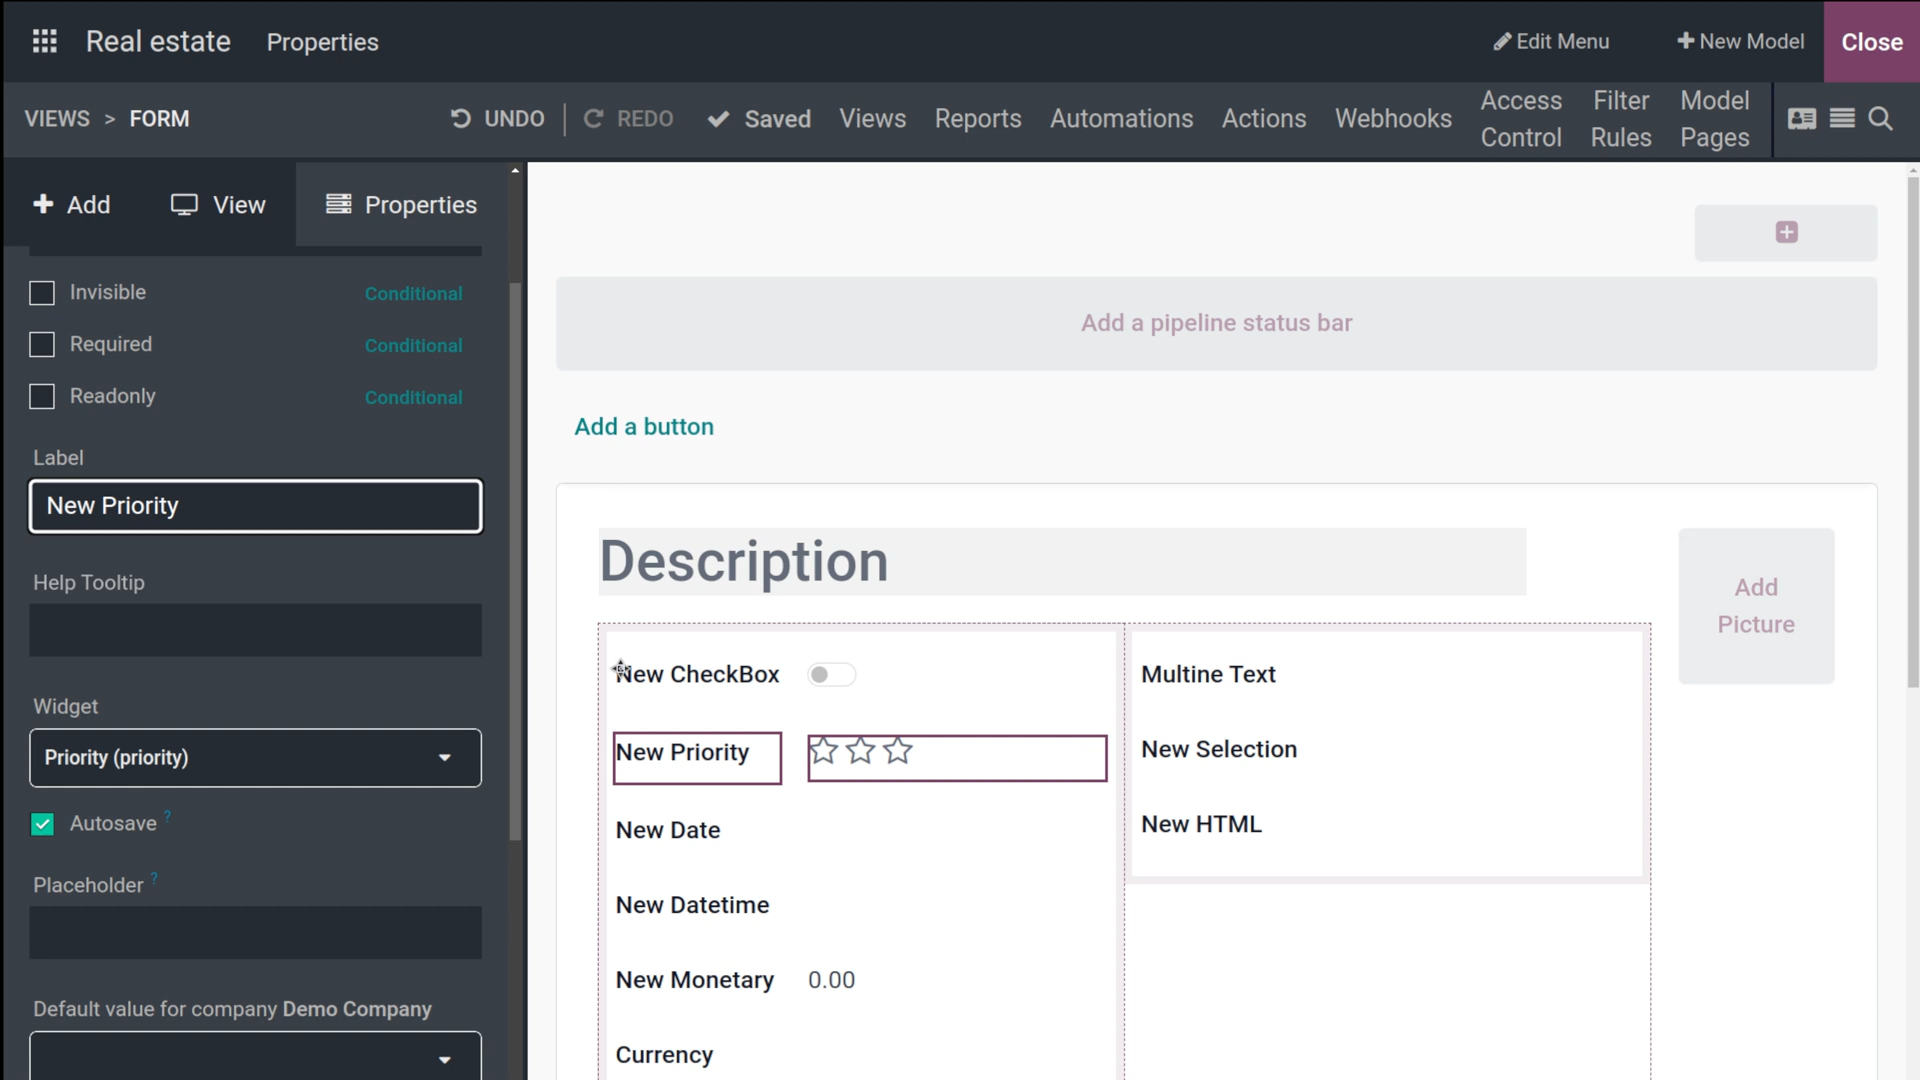 Real estate Properties Edit Menu New Model Close
VIEWS > FORM UNDO REDO Saved Views Reports Automations Actions Webhooks Access Control Filter Rules Model Pages
Add View Properties
Invisible Conditional
Required Conditional
Readonly Conditional
Label
New Priority
Help Tooltip
Widget
Priority (priority)
Autosave ?
Placeholder ?
Default value for company Demo Company
Add a pipeline status bar
Add a button
Description
Add
Picture
New CheckBox
New Priority
New Date
New Datetime
New Monetary 0.00
Currency
Multine Text
New Selection
New HTML